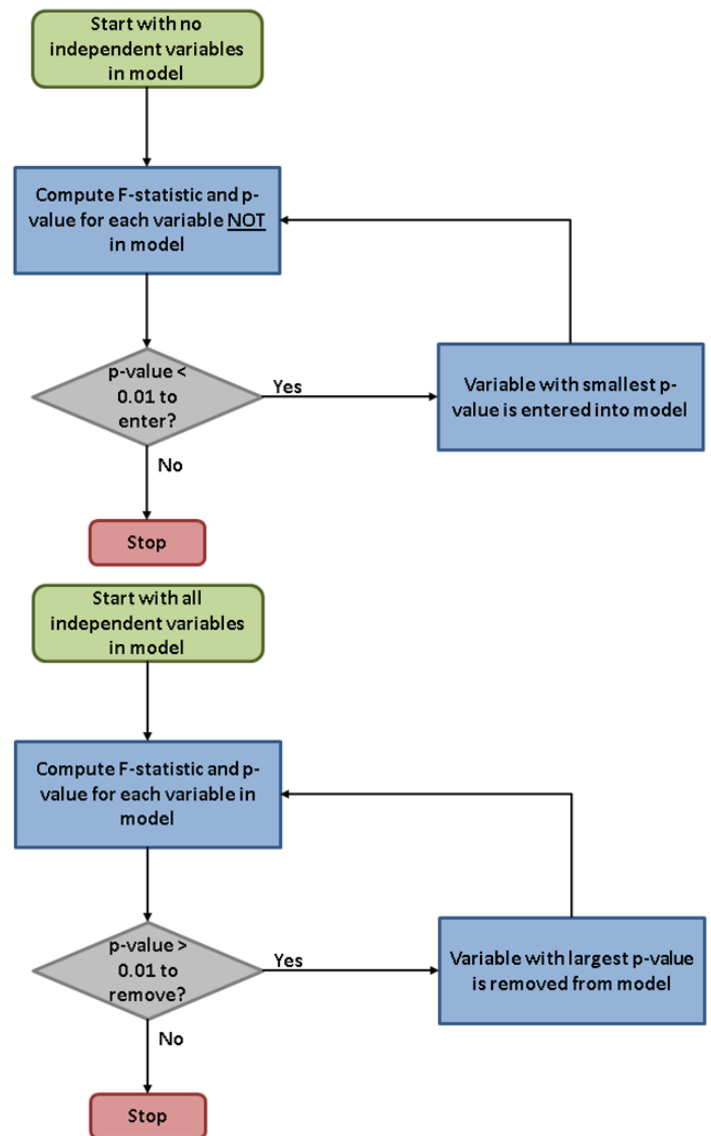 Start with no
independent variables
in model
Compute F-statistic and p-
value for each variable NOT
in model
p-value <
0.01 to
enter?
Yes
Variable with smallest p-
value is entered into model
No
Stop
Start with all
independent variables
in model
Compute F-statistic and p-
value for each variable in
model
p-value >
0.01 to
remove?
Yes
Variable with largest p-value
is removed from model
No
Stop